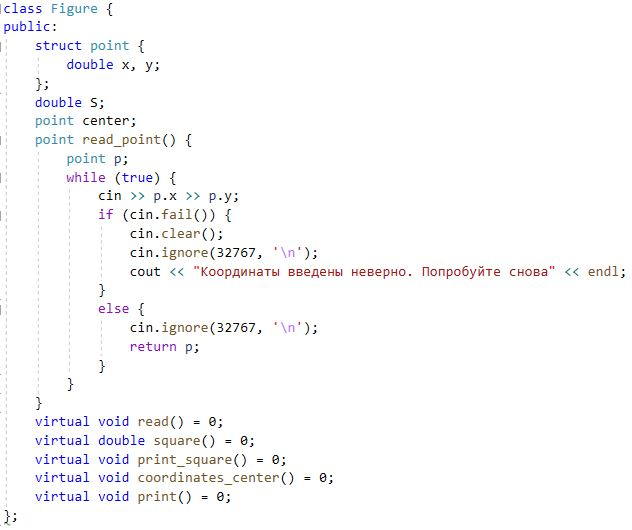 class Figure {
public:
    struct point {
        double x, y;
    };
    double S;
    point center;
    point read_point() {
        point p;
        while (true) {
            cin >> p.x >> p.y;
            if (cin.fail()) {
                cin.clear();
                cin.ignore(32767, '\n');
                cout << "Координаты введены неверно. Попробуйте снова" << endl;
            }
            else {
                cin.ignore(32767, '\n');
                return p;
            }
        }
    }
    virtual void read() = 0;
    virtual double square() = 0;
    virtual void print_square() = 0;
    virtual void coordinates_center() = 0;
    virtual void print() = 0;
};